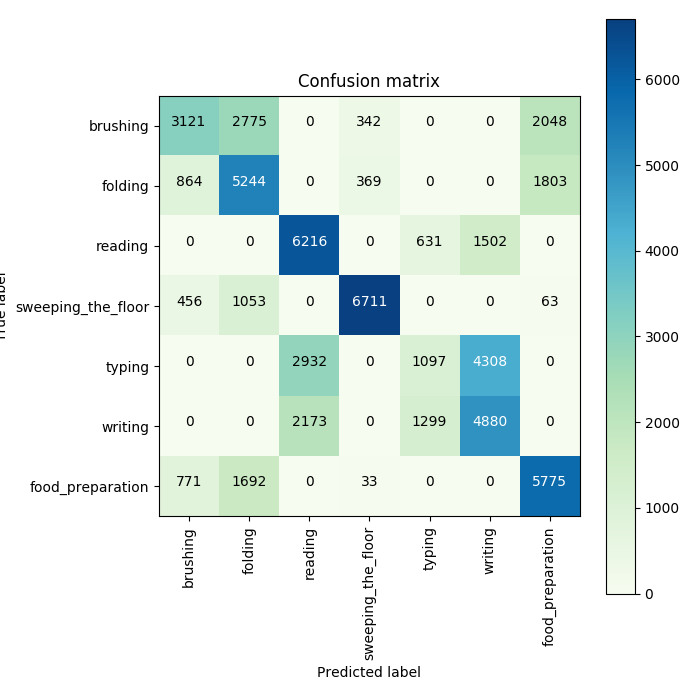 Confusion matrix
brushing 3121 2775 0 342 0 0 2048
folding 864 5244 0 369 0 0 1803
reading 0 0 6216 0 631 1502 0
sweeping_the_floor 456 1053 0 6711 0 0 63
typing 0 0 2932 0 1097 4308 0
writing 0 0 2173 0 1299 4880 0
food_preparation 771 1692 0 33 0 0 5775
brushing
folding
reading
sweeping_the_floor
typing
writing
food_preparation
Predicted label
True label
6000
5000
4000
3000
2000
1000
0